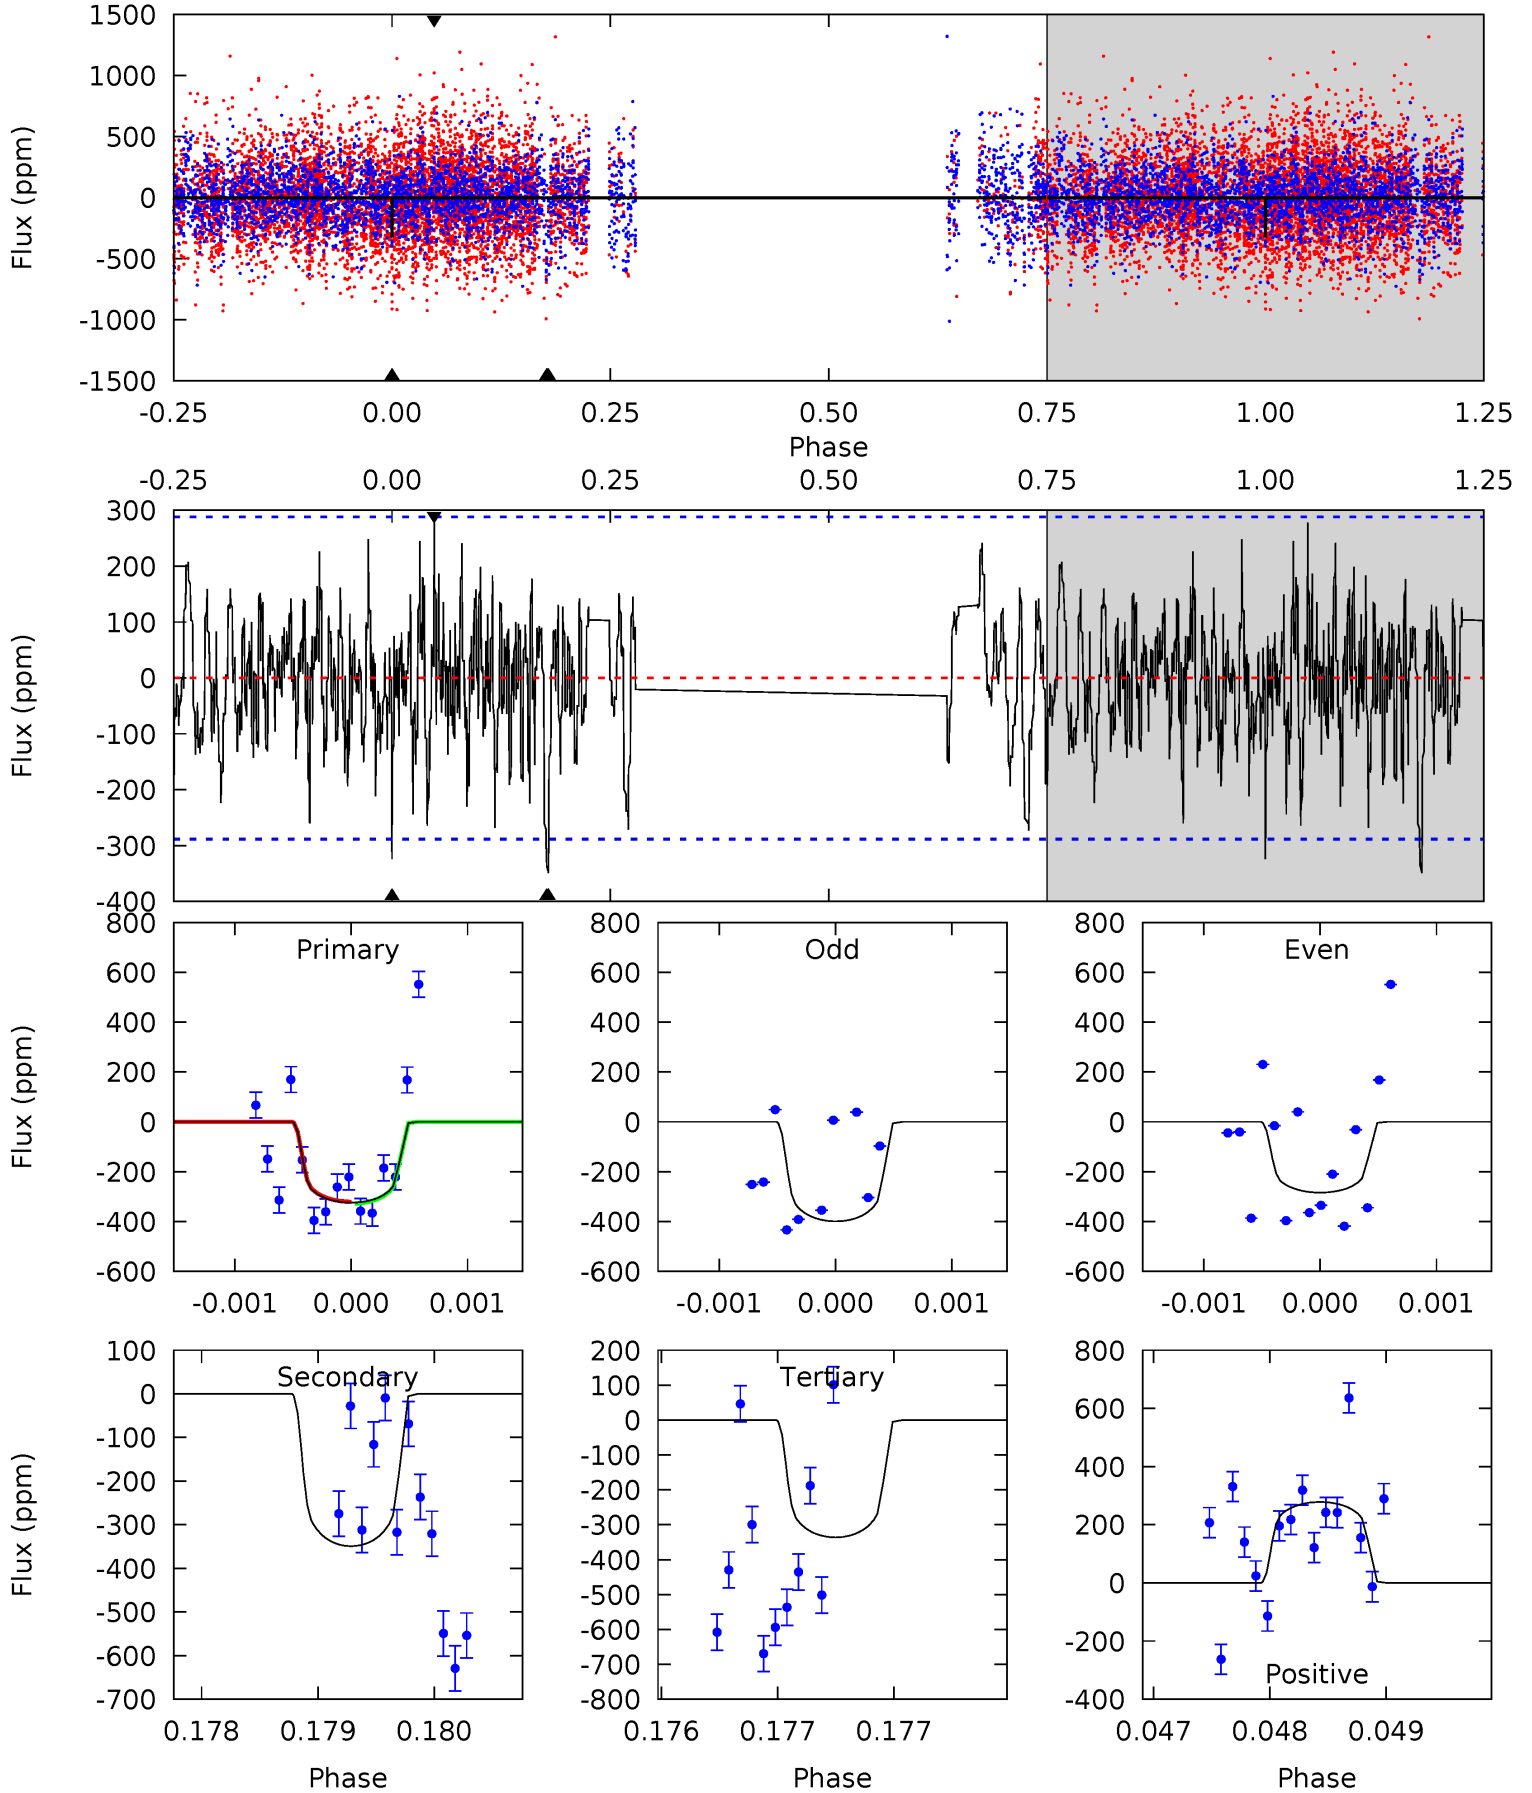 1500
1000
500
0
-500
-1000
-1500
Flux (ppm)
-0.25 0.00 0.25 0.50 0.75 1.00 1.25
Phase
-0.25 0.00 0.25 0.50 0.75 1.00 1.25
300
200
100
0
-100
-200
-300
-400
Flux (ppm)
Primary Odd Even
800 800 800
600 600 600
400 400 400
200 200 200
0 0 0
-200 -200 -200
-400 -400 -400
-600 -600 -600
Flux (ppm)
-0.001 0.000 0.001 -0.001 0.000 0.001 -0.001 0.000 0.001
Secondary Tertiary Positive
100 200 800
0 100 600
-100 0 400
-200 -100 200
-300 -200 0
-400 -300 -200
-500 -400 -400
-600 -500
-700 -600
-700
-800
Flux (ppm)
0.178 0.179 0.180 0.176 0.177 0.177 0.047 0.048 0.049
Phase Phase Phase